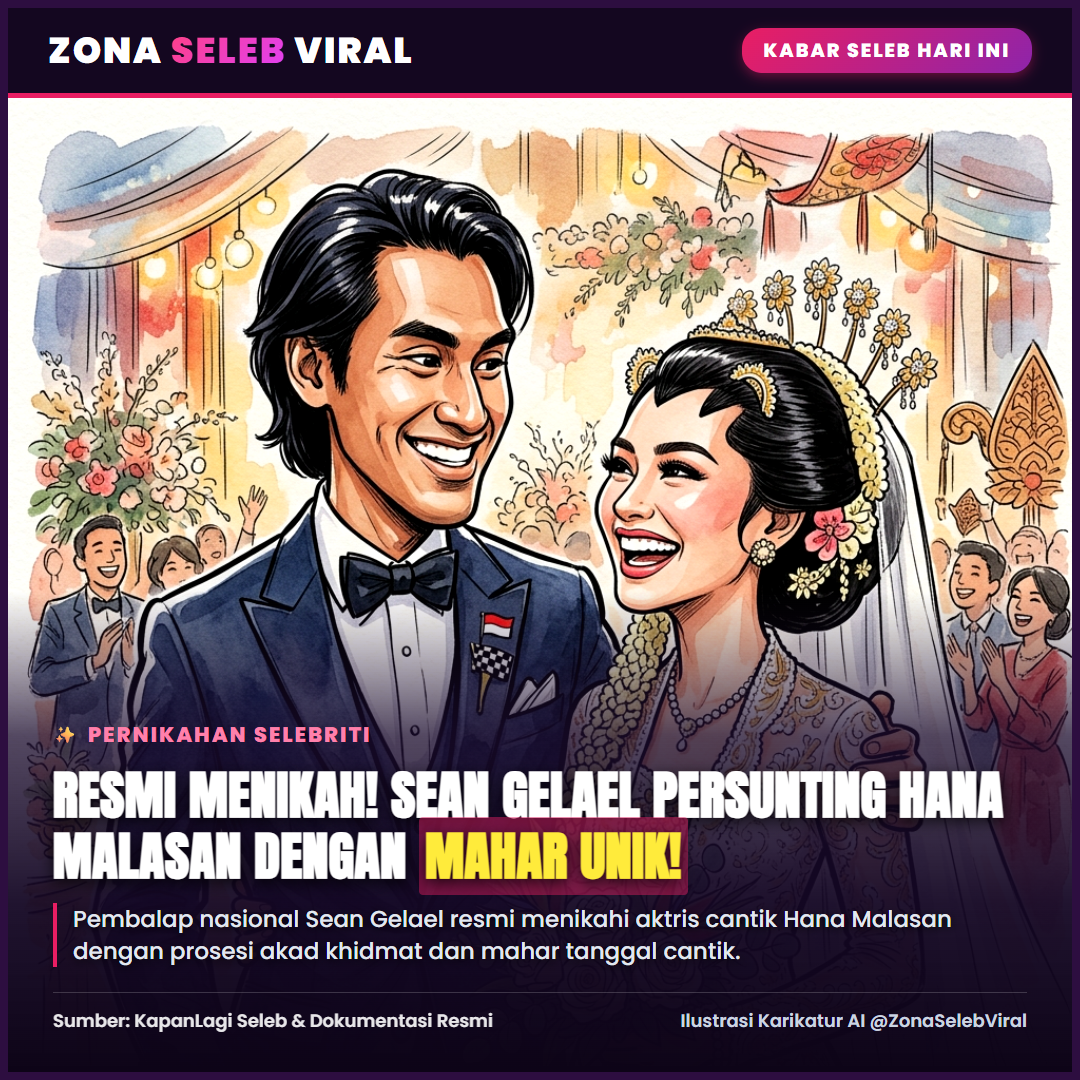 ZONA SELEB VIRAL
KABAR SELEB HARI INI
✨ PERNIKAHAN SELEBRITI
RESMI MENIKAH! SEAN GELAEL PERSUNTING HANA
MALASAN DENGAN MAHAR UNIK!
Pembalap nasional Sean Gelael resmi menikahi aktris cantik Hana Malasan
dengan prosesi akad khidmat dan mahar tanggal cantik.
Sumber: KapanLagi Seleb & Dokumentasi Resmi
Ilustrasi Karikatur AI @ZonaSelebViral